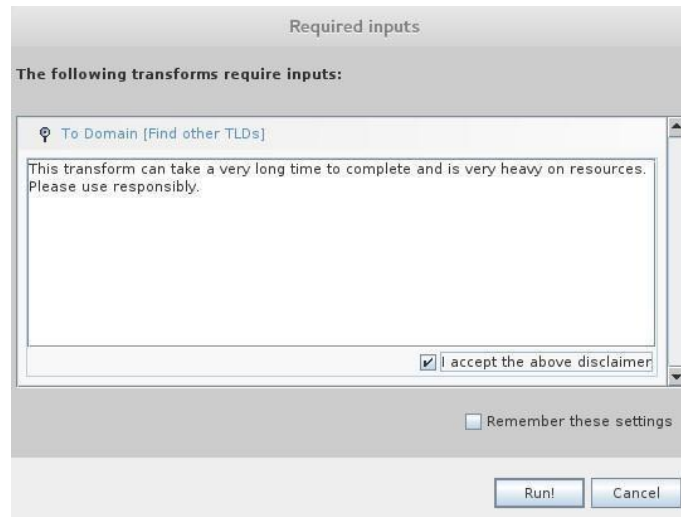 Required inputs
The following transforms require inputs:
To Domain [Find other TLDs]
This transform can take a very long time to complete and is very heavy on resources.
Please use responsibly.
I accept the above disclaimer
Remember these settings
Run!
Cancel